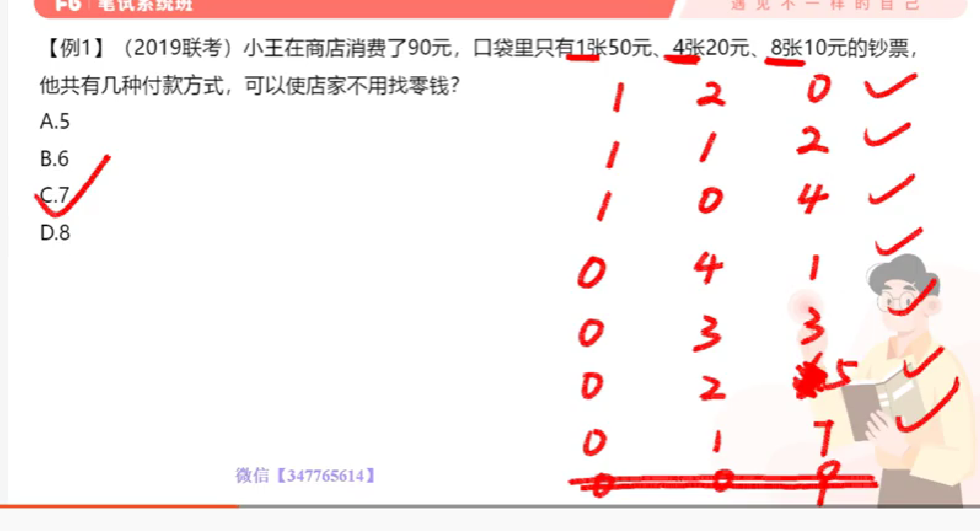 F6 笔试系统班
遇见不一样的自己
【例1】（2019联考）小王在商店消费了90元，口袋里只有1张50元、4张20元、8张10元的钞票，
他共有几种付款方式，可以使店家不用找零钱？
A.5
B.6
C.7
D.8
1 2 0
1 1 2
1 0 4
0 4 1
0 3 3
0 2 5
0 1 7
0 0 9
微信【347765614】